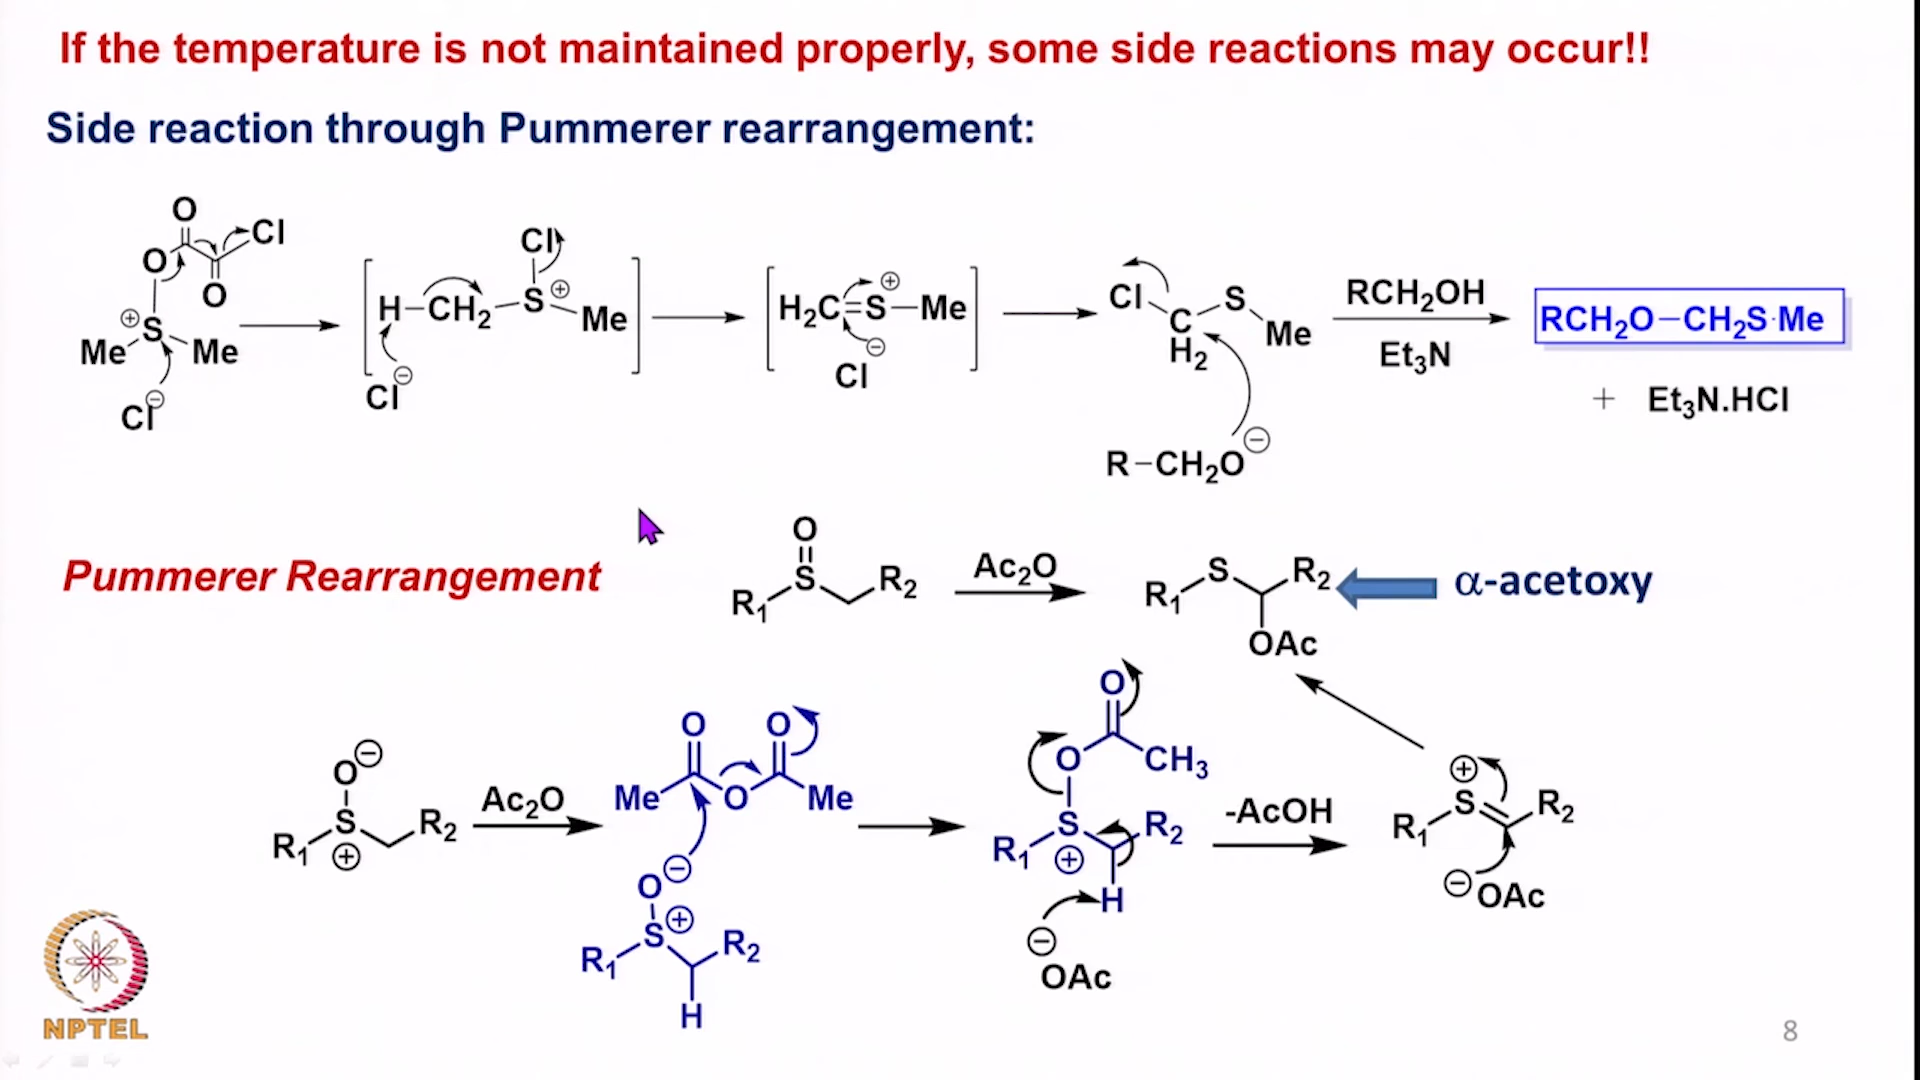 If the temperature is not maintained properly, some side reactions may occur!!
Side reaction through Pummerer rearrangement:
O
Cl
O
O
⊕
S
Me
Me
Cl⊖
Cl
H–CH₂–S⊕
Me
Cl⊖
H₂C=S⊕–Me
⊖
Cl
Cl
S
C
H₂
Me
R–CH₂O⊖
RCH₂OH
Et₃N
RCH₂O–CH₂S·Me
+ Et₃N.HCl
Pummerer Rearrangement
O
S
R₁
R₂
Ac₂O
S
R₁
R₂
OAc
α-acetoxy
O⊖
S
⊕
R₁
R₂
Ac₂O
O
O
Me
O
Me
O⊖
S⊕
R₁
R₂
H
O
O
CH₃
S
⊕
R₁
R₂
H
⊖
OAc
-AcOH
⊕
S
R₁
R₂
⊖OAc
NPTEL
8